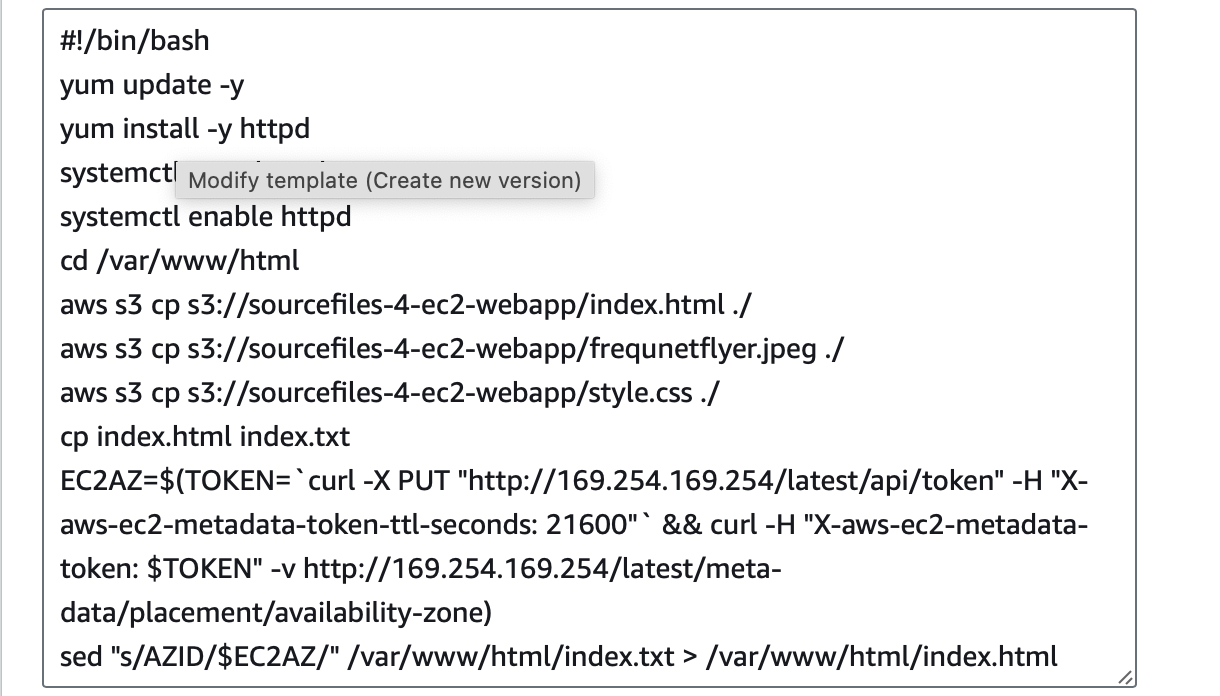 #!/bin/bash
yum update -y
yum install -y httpd
systemctl
Modify template (Create new version)
systemctl enable httpd
cd /var/www/html
aws s3 cp s3://sourcefiles-4-ec2-webapp/index.html ./
aws s3 cp s3://sourcefiles-4-ec2-webapp/frequnetflyer.jpeg ./
aws s3 cp s3://sourcefiles-4-ec2-webapp/style.css ./
cp index.html index.txt
EC2AZ=$(TOKEN=`curl -X PUT "http://169.254.169.254/latest/api/token" -H "X-
aws-ec2-metadata-token-ttl-seconds: 21600"` && curl -H "X-aws-ec2-metadata-
token: $TOKEN" -v http://169.254.169.254/latest/meta-
data/placement/availability-zone)
sed "s/AZID/$EC2AZ/" /var/www/html/index.txt > /var/www/html/index.html